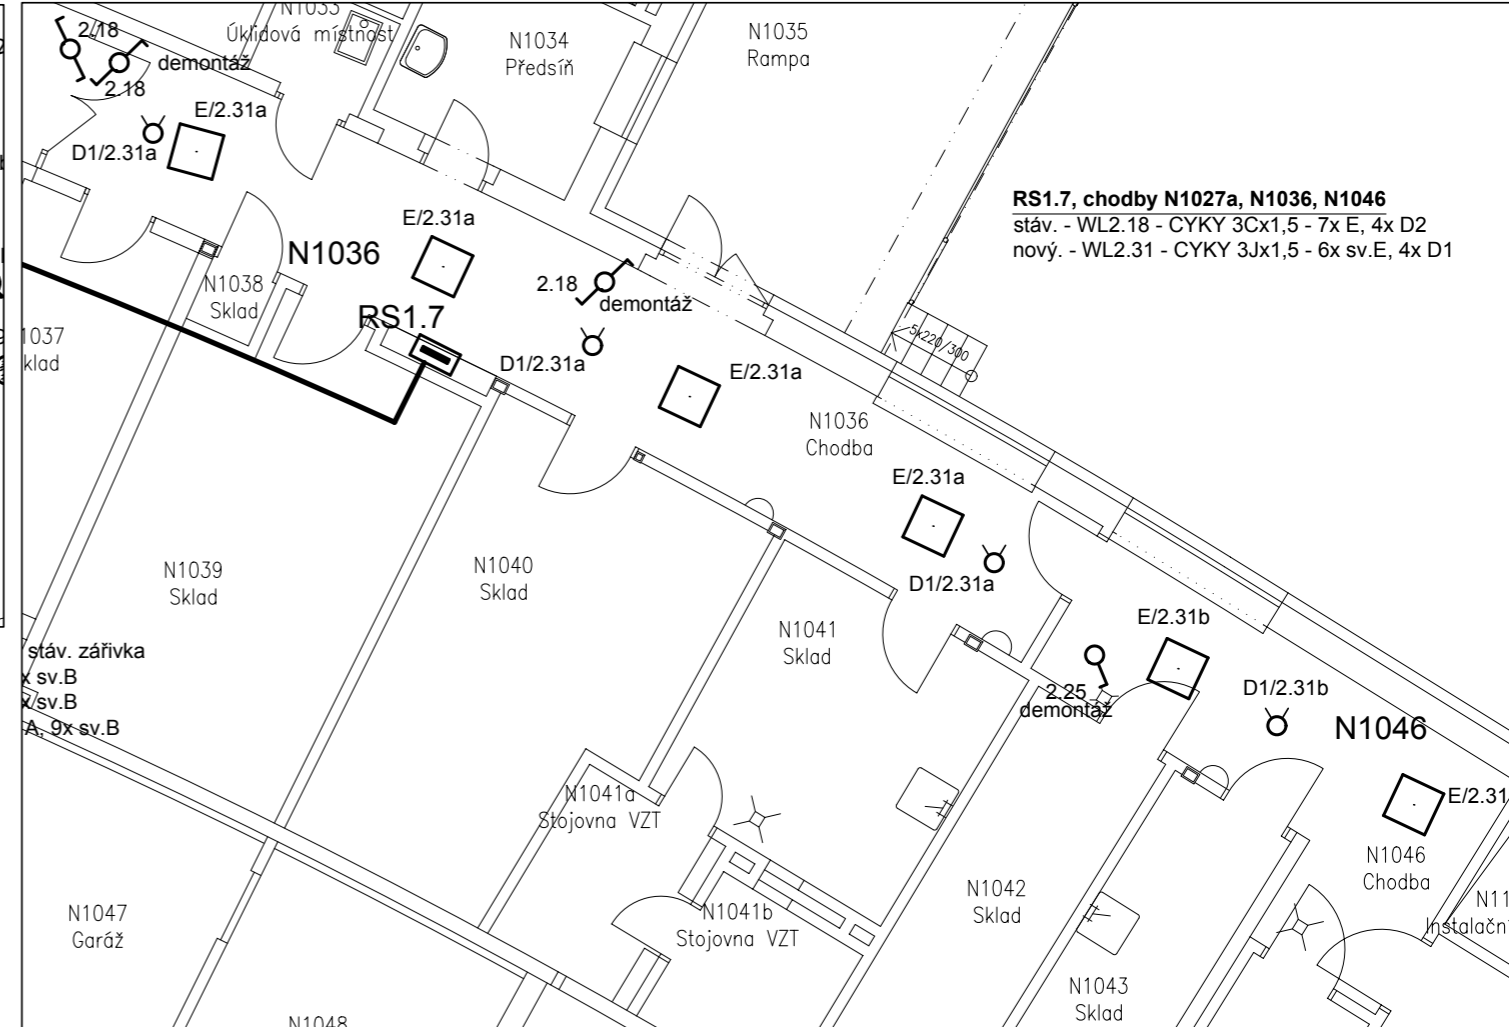 N1033
Úklidová místnost
2.18
demontáž
2.18
N1034
Předsíň
N1035
Rampa
E/2.31a
D1/2.31a
RS1.7, chodby N1027a, N1036, N1046
stáv. - WL2.18 - CYKY 3Cx1,5 - 7x E, 4x D2
nový. - WL2.31 - CYKY 3Jx1,5 - 6x sv.E, 4x D1
E/2.31a
N1036
N1038
Sklad
2.18
demontáž
RS1.7
D1/2.31a
E/2.31a
5x220/300
1037
klad
N1036
Chodba
E/2.31a
D1/2.31a
N1039
Sklad
N1040
Sklad
N1041
Sklad
E/2.31b
2.25
demontáž
D1/2.31b
N1046
stáv. zářivka
x sv.B
x sv.B
A, 9x sv.B
E/2.31
N1041a
Stojovna VZT
N1046
Chodba
N1042
Sklad
N11
Instalačn
N1047
Garáž
N1041b
Stojovna VZT
N1043
Sklad
N1048